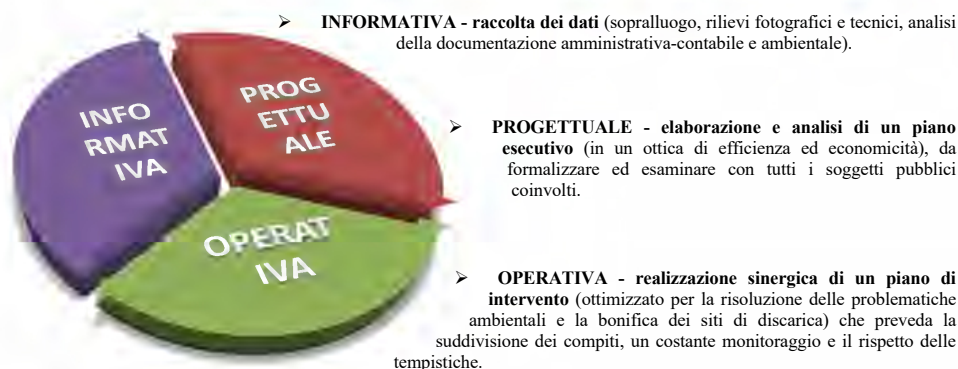 ➢ INFORMATIVA - raccolta dei dati (sopralluogo, rilievi fotografici e tecnici, analisi
della documentazione amministrativa-contabile e ambientale).
INFO
RMAT
IVA
PROG
ETTU
ALE
➢ PROGETTUALE - elaborazione e analisi di un piano
esecutivo (in un ottica di efficienza ed economicità), da
formalizzare ed esaminare con tutti i soggetti pubblici
coinvolti.
OPERAT
IVA
➢ OPERATIVA - realizzazione sinergica di un piano di
intervento (ottimizzato per la risoluzione delle problematiche
ambientali e la bonifica dei siti di discarica) che preveda la
suddivisione dei compiti, un costante monitoraggio e il rispetto delle
tempistiche.